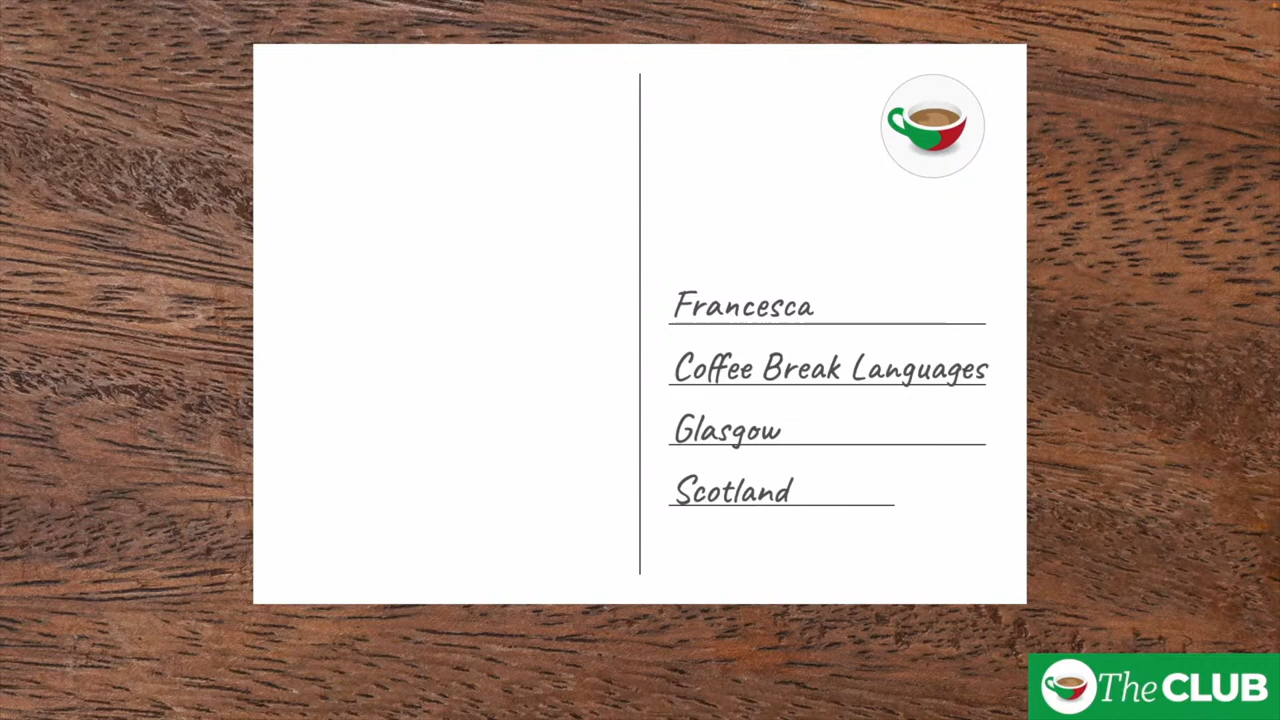 Francesca
Coffee Break Languages
Glasgow
Scotland
The CLUB